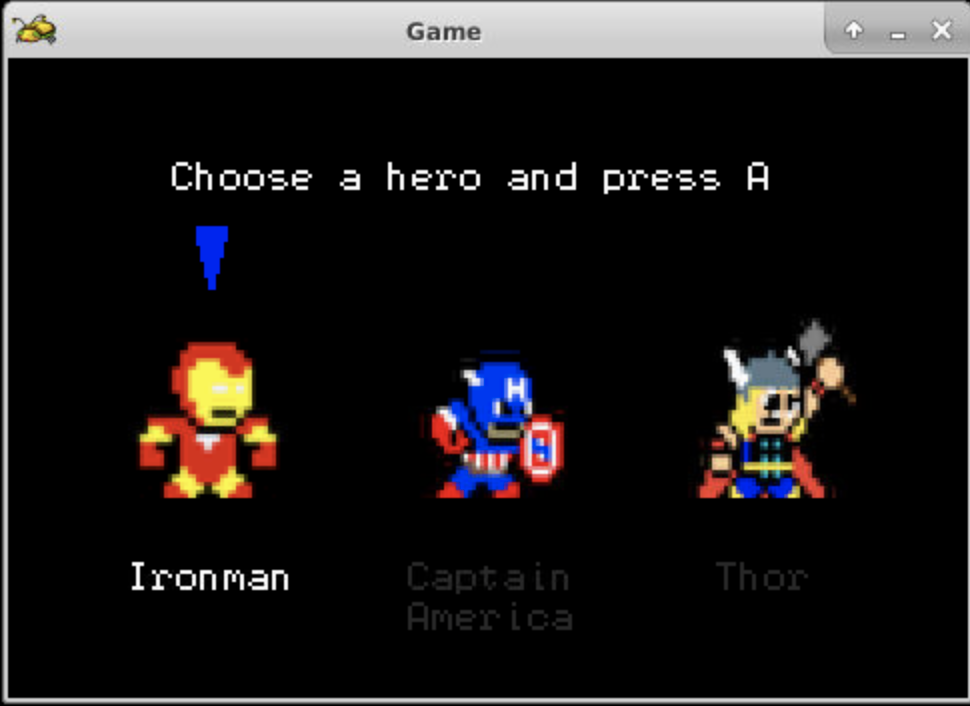 Game
Choose a hero and press A
Ironman
Captain
America
Thor